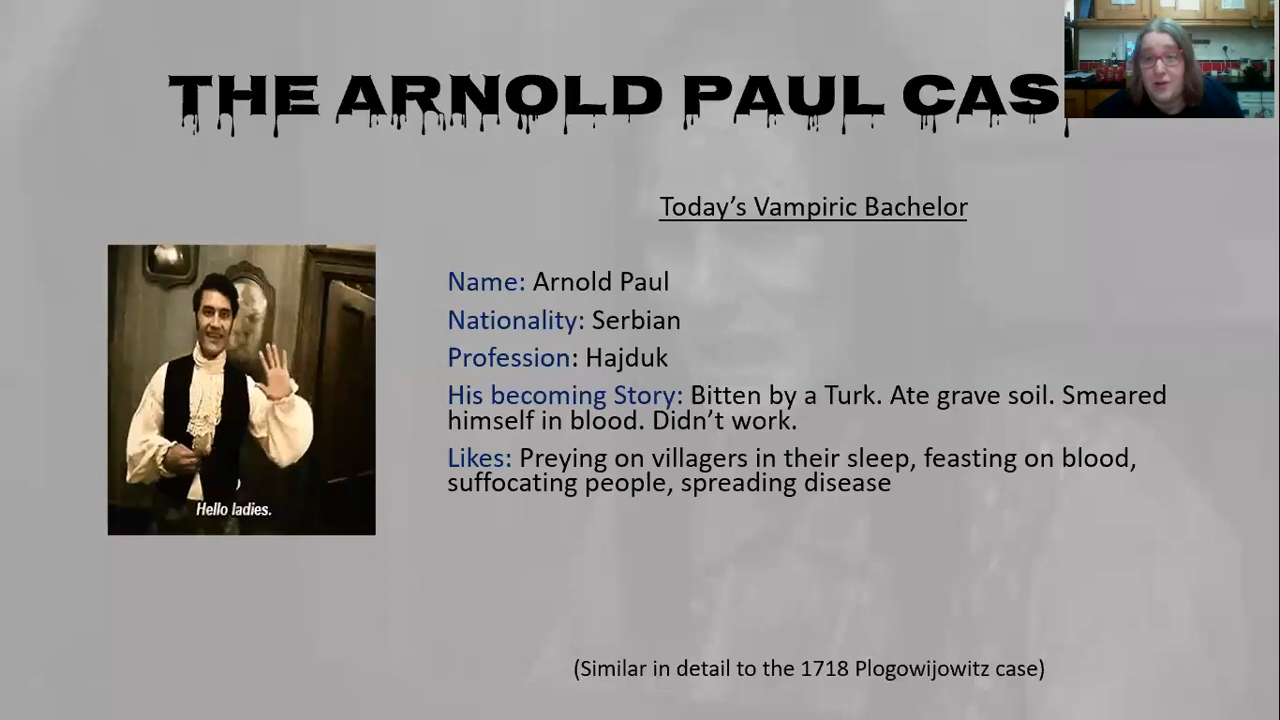 THE ARNOLD PAUL CAS
Today's Vampiric Bachelor
Name: Arnold Paul
Nationality: Serbian
Profession: Hajduk
His becoming Story: Bitten by a Turk. Ate grave soil. Smeared
himself in blood. Didn't work.
Likes: Preying on villagers in their sleep, feasting on blood,
suffocating people, spreading disease
Hello ladies.
(Similar in detail to the 1718 Plogowijowitz case)